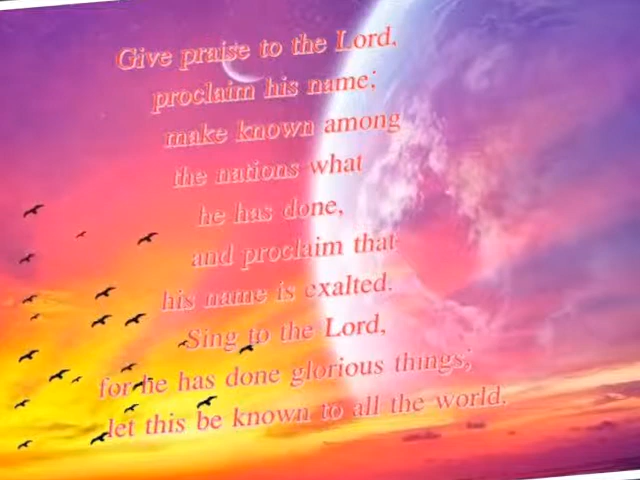 Give praise to the Lord,
proclaim his name;
make known among
the nations what
he has done,
and proclaim that
his name is exalted.
Sing to the Lord,
for he has done glorious things;
let this be known to all the world.